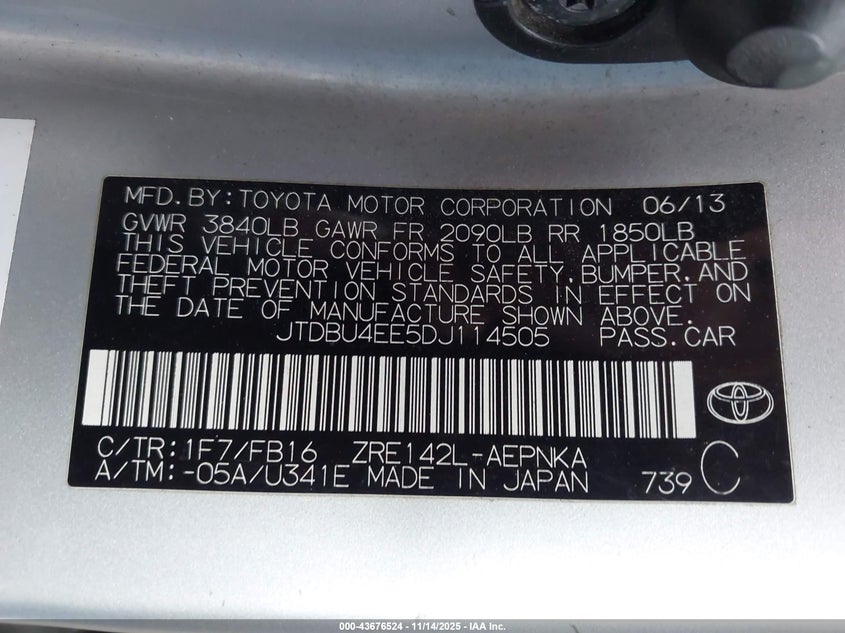 MFD.BY:TOYOTA MOTOR CORPORATION 06/13
GVWR 3840LB GAWR FR 2090LB RR 1850LB
THIS VEHICLE CONFORMS TO ALL APPLICABLE
FEDERAL MOTOR VEHICLE SAFETY,BUMPER,AND
THEFT PREVENTION STANDARDS IN EFFECT ON
THE DATE OF MANUFACTURE SHOWN ABOVE.
JTDBU4EE5DJ114505 PASS.CAR
C/TR:1F7/FB16 ZRE142L-AEPNKA
A/TM:-05A/U341E MADE IN JAPAN 739 C
000-43676524 - 11/14/2025 - IAA Inc.